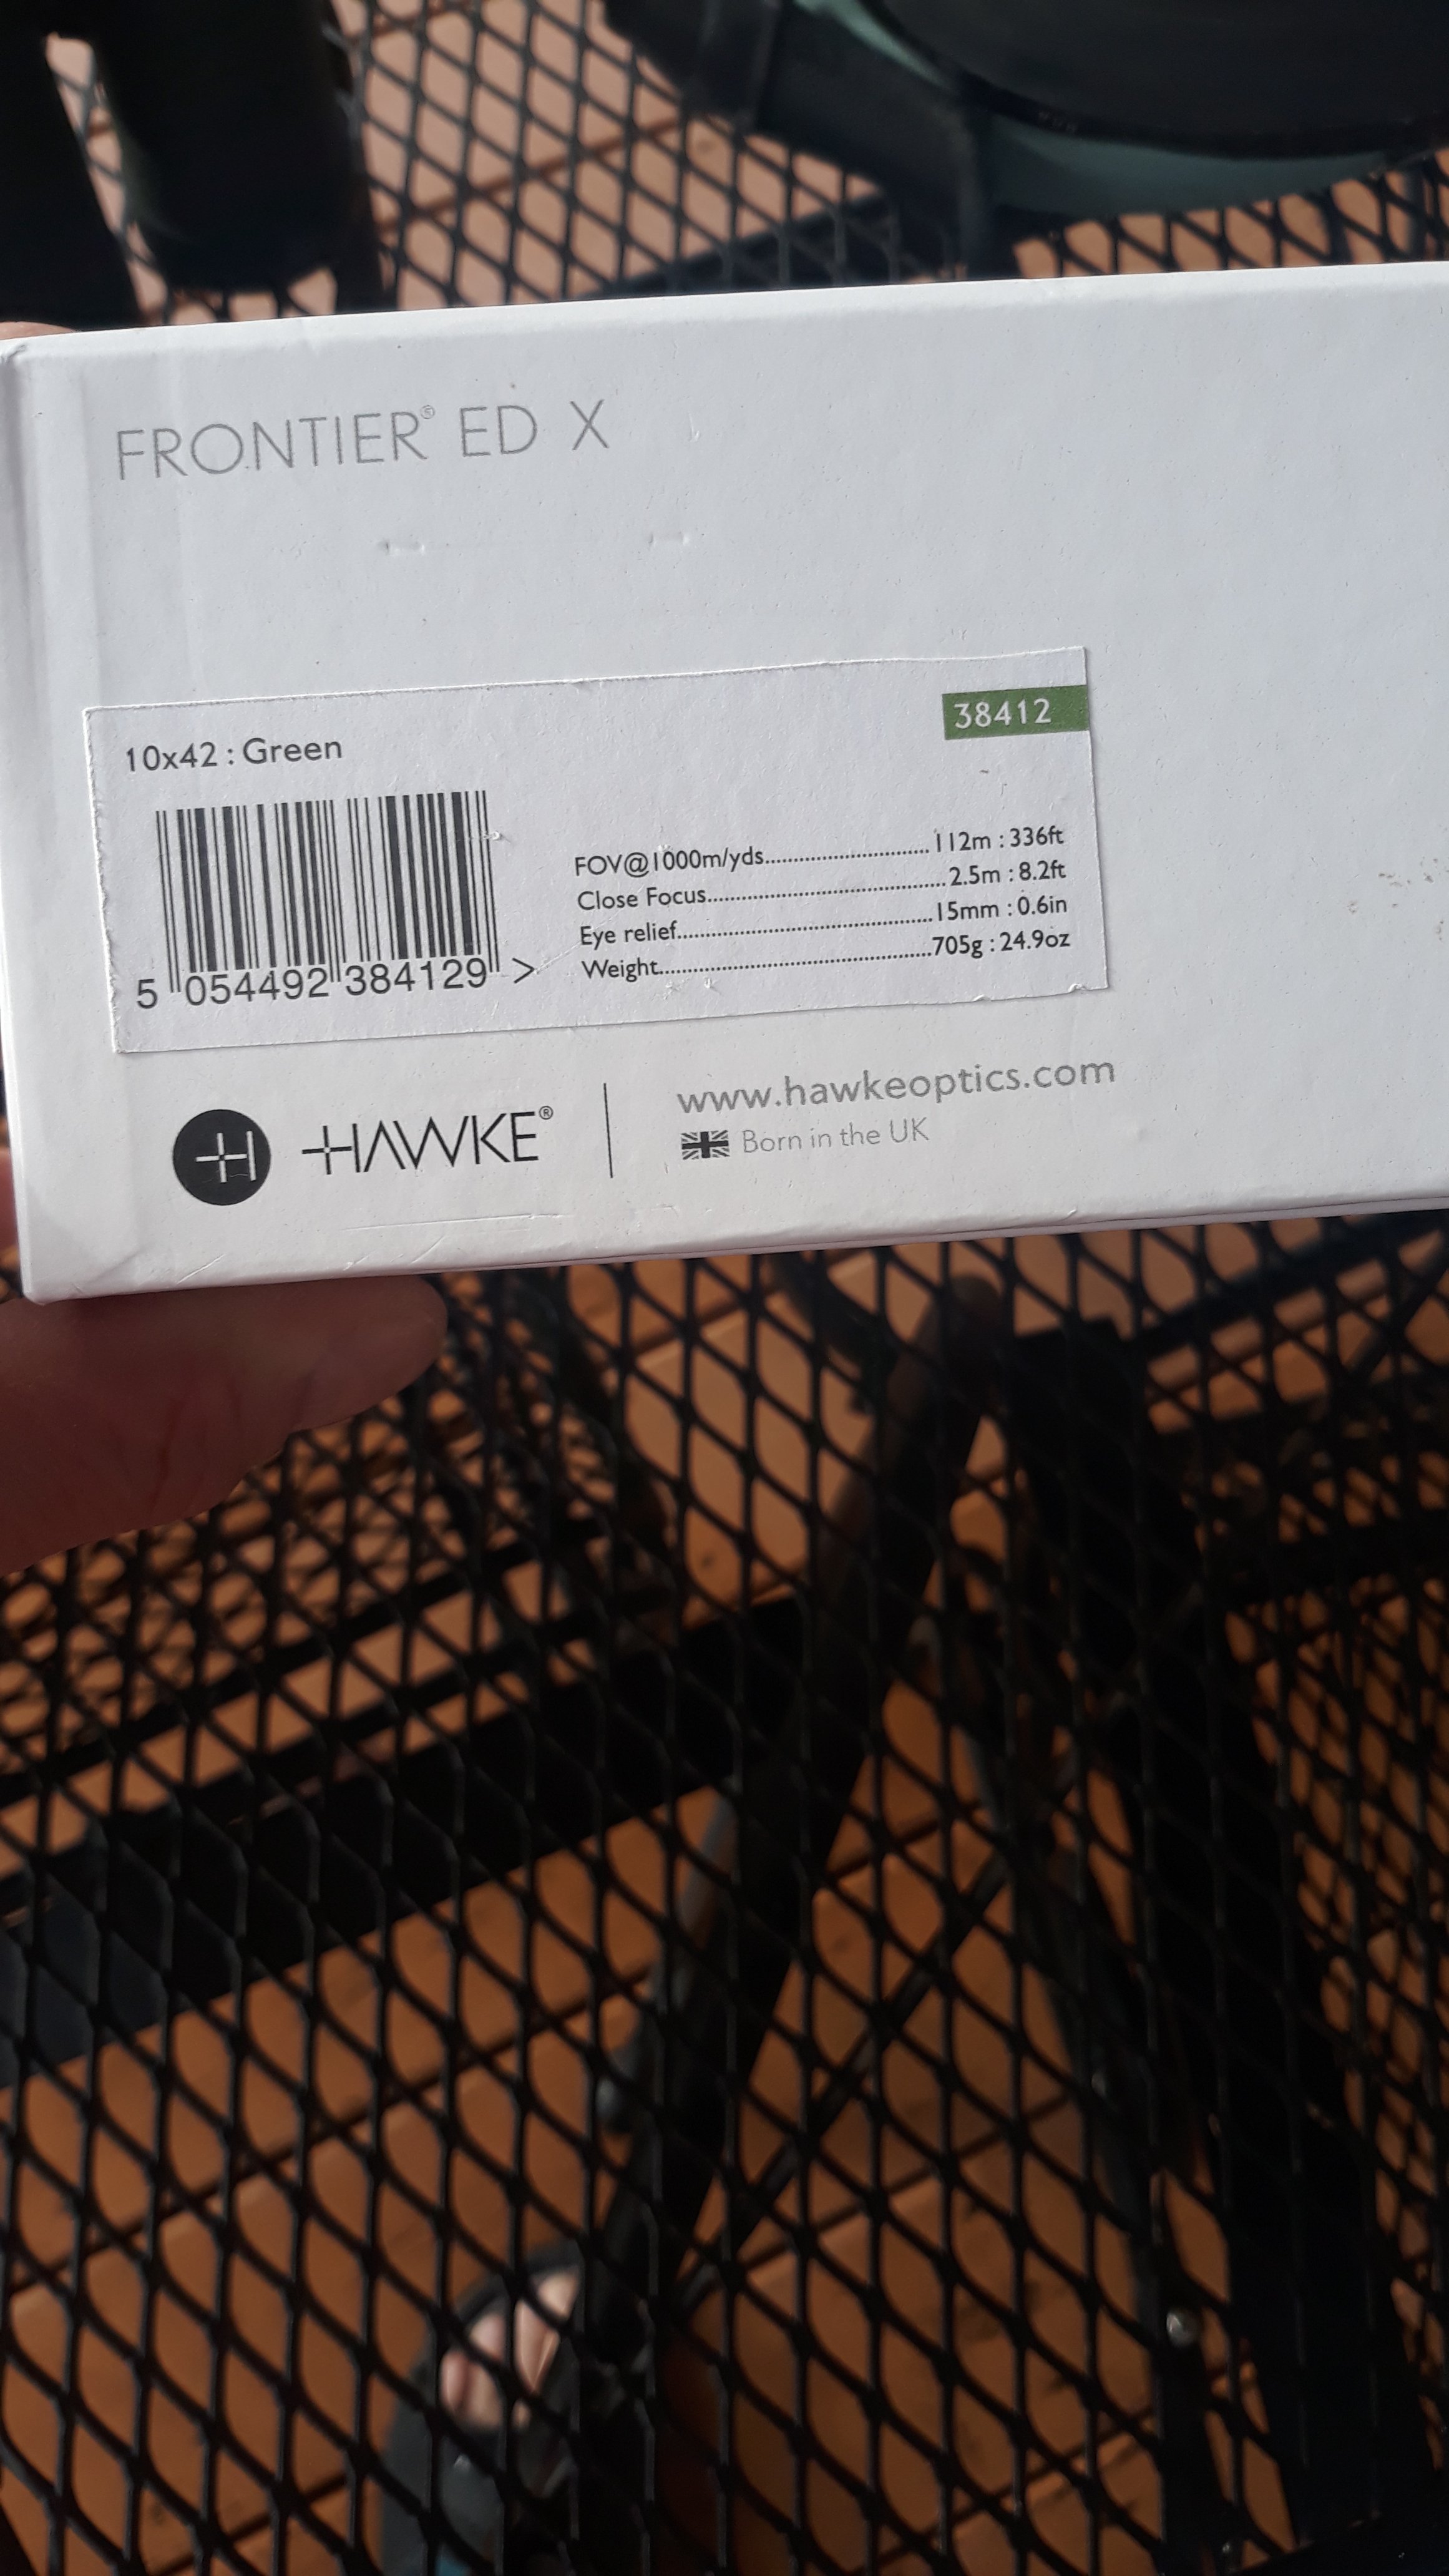 FRONTIER® ED X
38412
10x42 : Green
FOV@1000m/yds............................112m : 336ft
Close Focus........................................2.5m : 8.2ft
Eye relief...........................................15mm : 0.6in
Weight.............................................705g : 24.9oz
5 054492 384129 >
H HAWKE®
www.hawkeoptics.com
Born in the UK